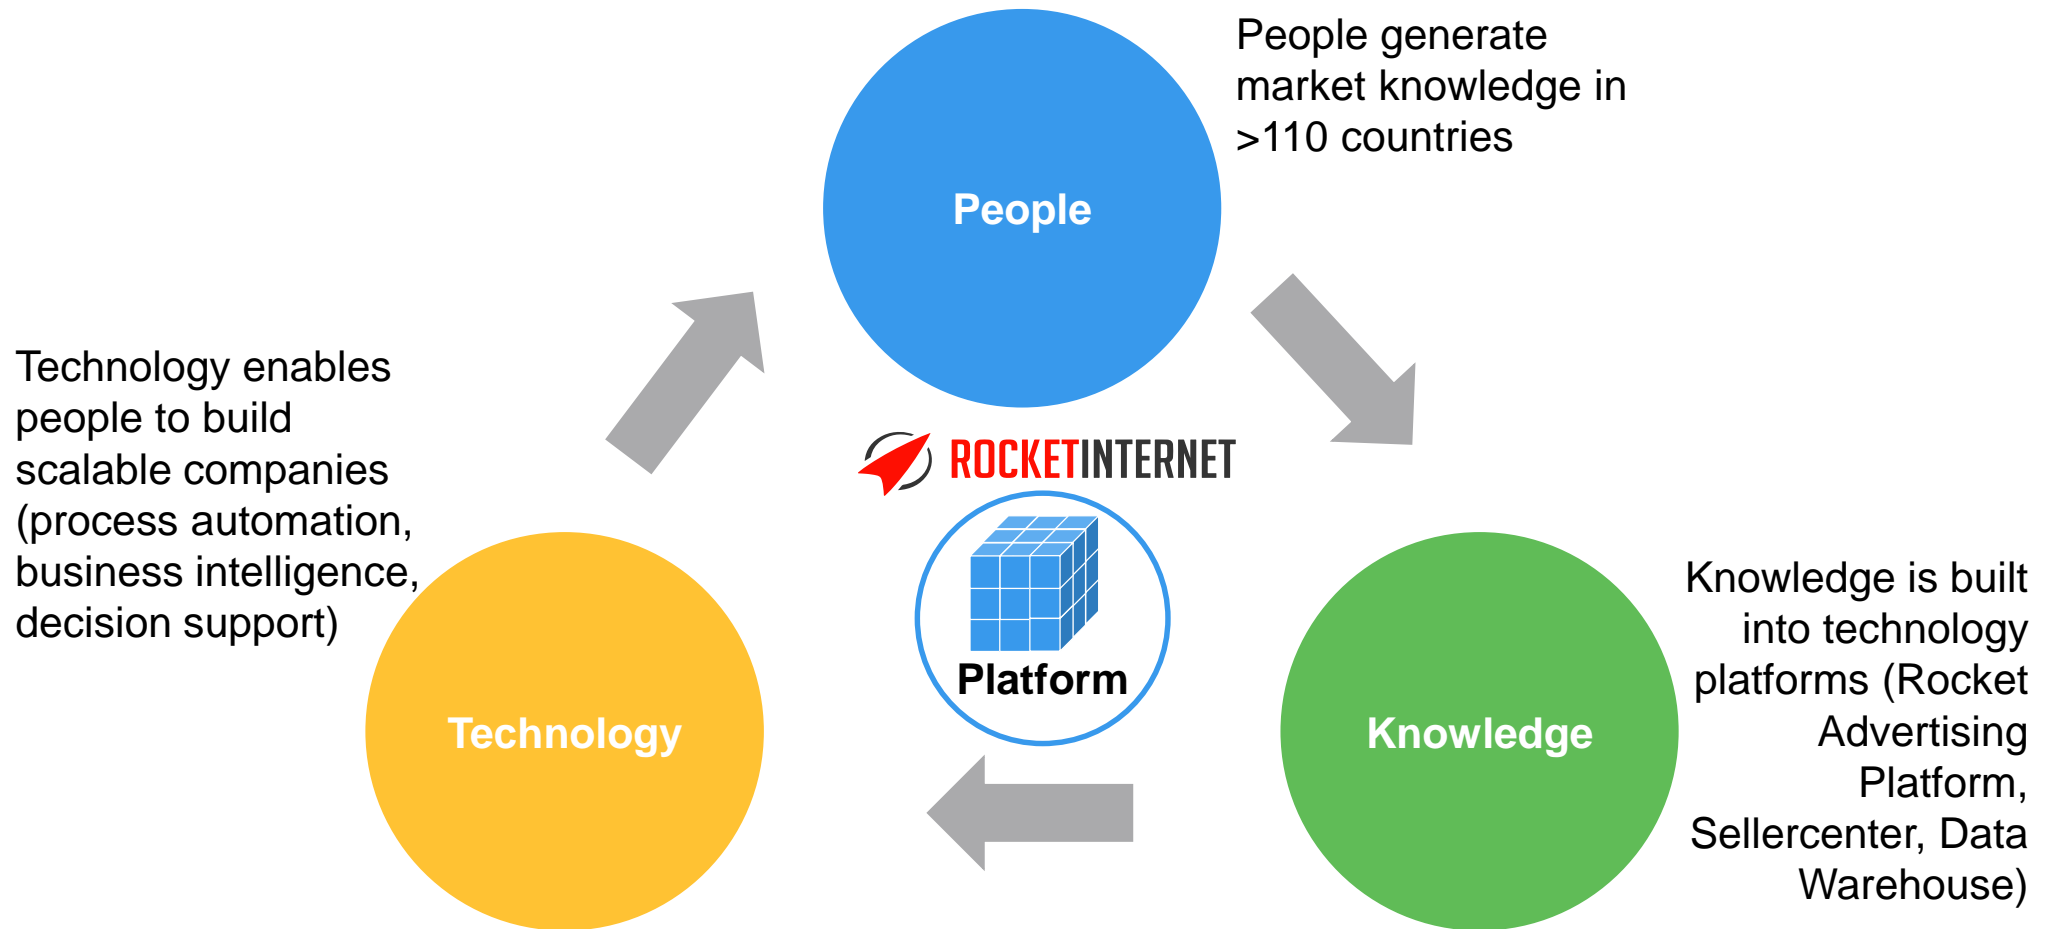 People generate
market knowledge in
>110 countries
People
Technology enables
people to build
scalable companies
(process automation,
business intelligence,
decision support)
ROCKETINTERNET
Platform
Technology
Knowledge
Knowledge is built
into technology
platforms (Rocket
Advertising
Platform,
Sellercenter, Data
Warehouse)